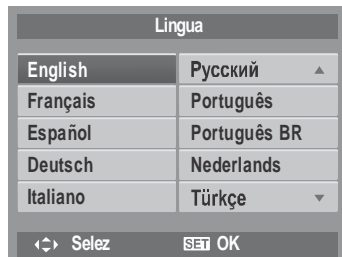 Lingua
English Русский
Français Português
Español Português BR
Deutsch Nederlands
Italiano Türkçe
Selez SET OK